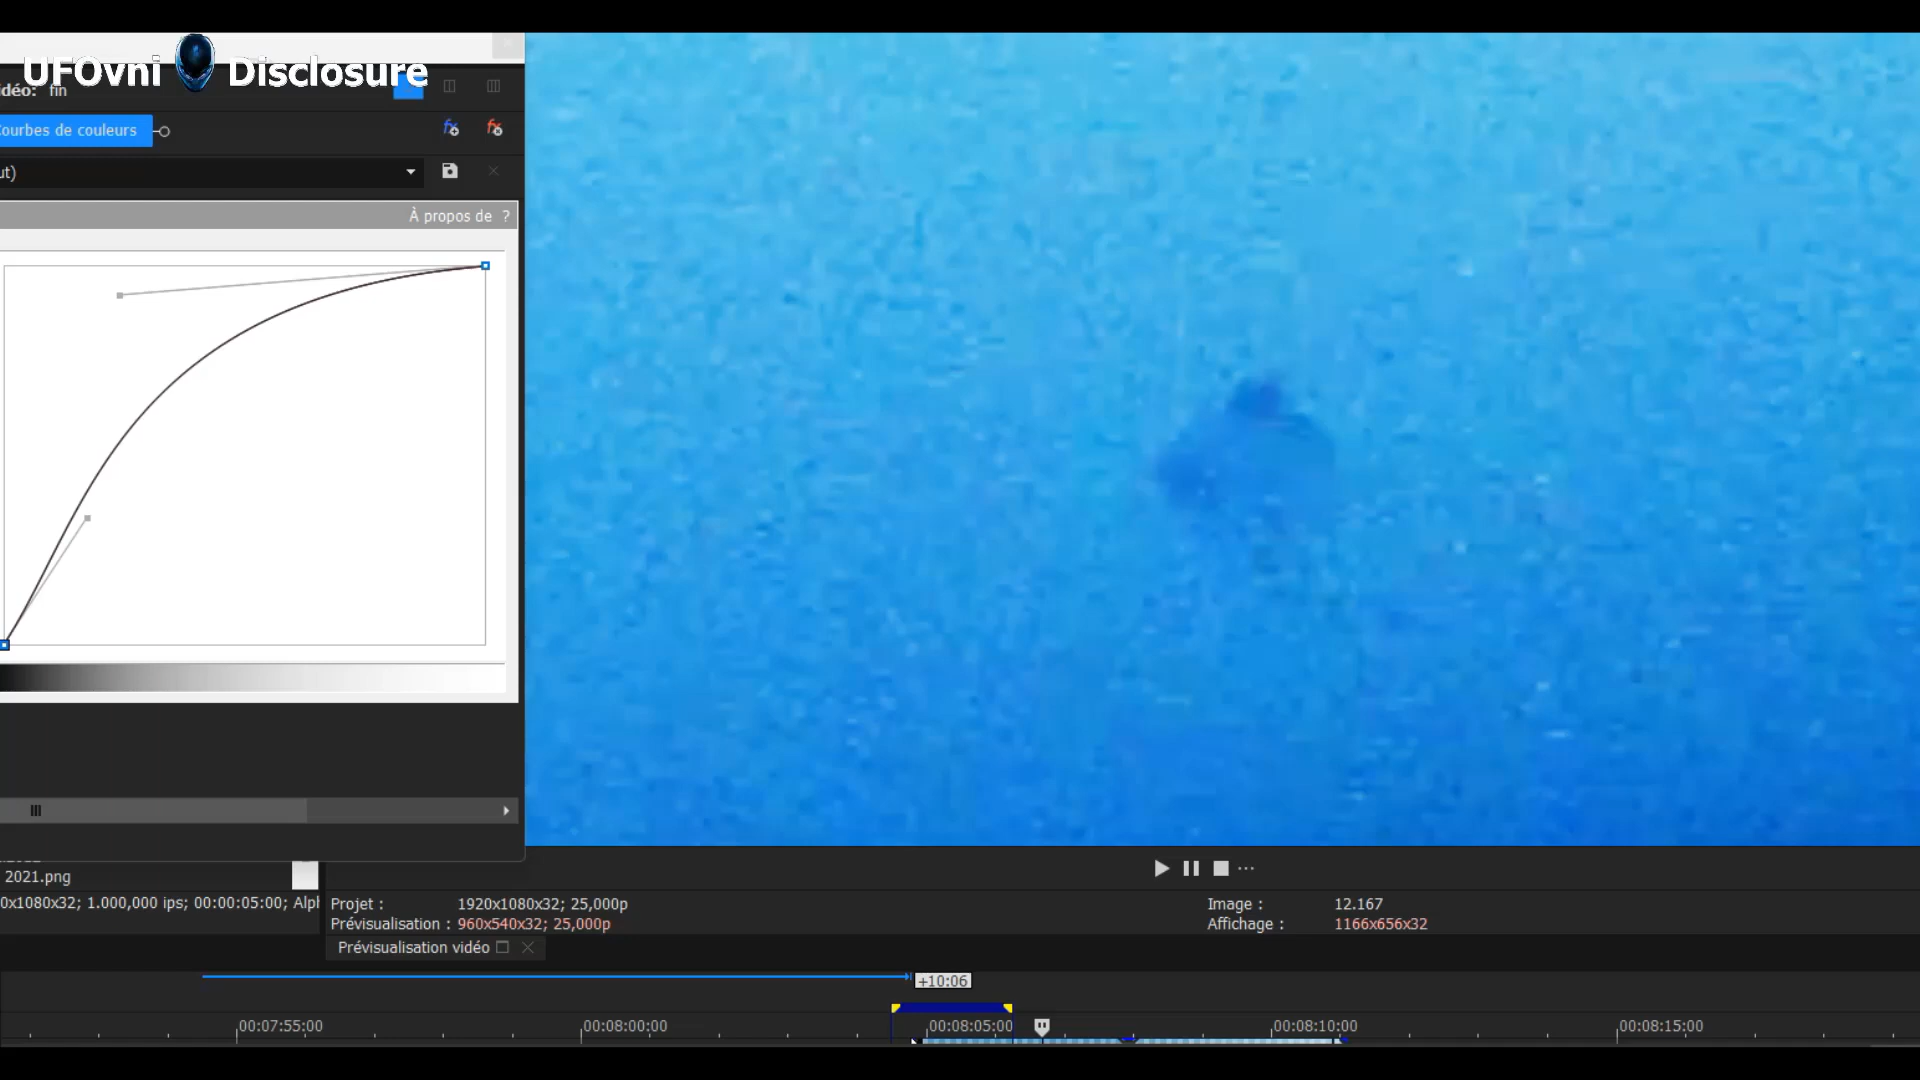 UFOvni Disclosure
déo: fin
ourbes de couleurs
ut)
À propos de ?
2021.png
0x1080x32; 1.000,000 ips; 00:00:05:00; Alph
Projet : 1920x1080x32; 25,000p
Prévisualisation : 960x540x32; 25,000p
Image : 12.167
Affichage : 1166x656x32
Prévisualisation vidéo
+10:06
00:07:55:00 00:08:00:00 00:08:05:00 00:08:10:00 00:08:15:00